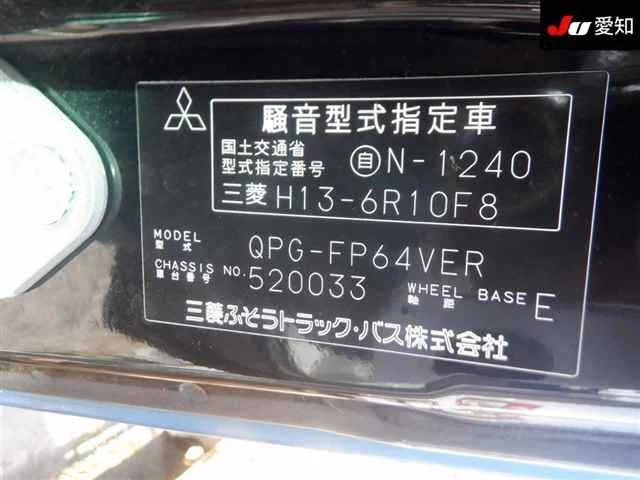 JU 愛知
騒音型式指定車
国土交通省
型式指定番号 自N-1240
三菱 H13-6R10F8
MODEL
型式 QPG-FP64VER
CHASSIS NO.
車台番号 520033
WHEEL BASE
軸距 E
三菱ふそうトラック・バス株式会社